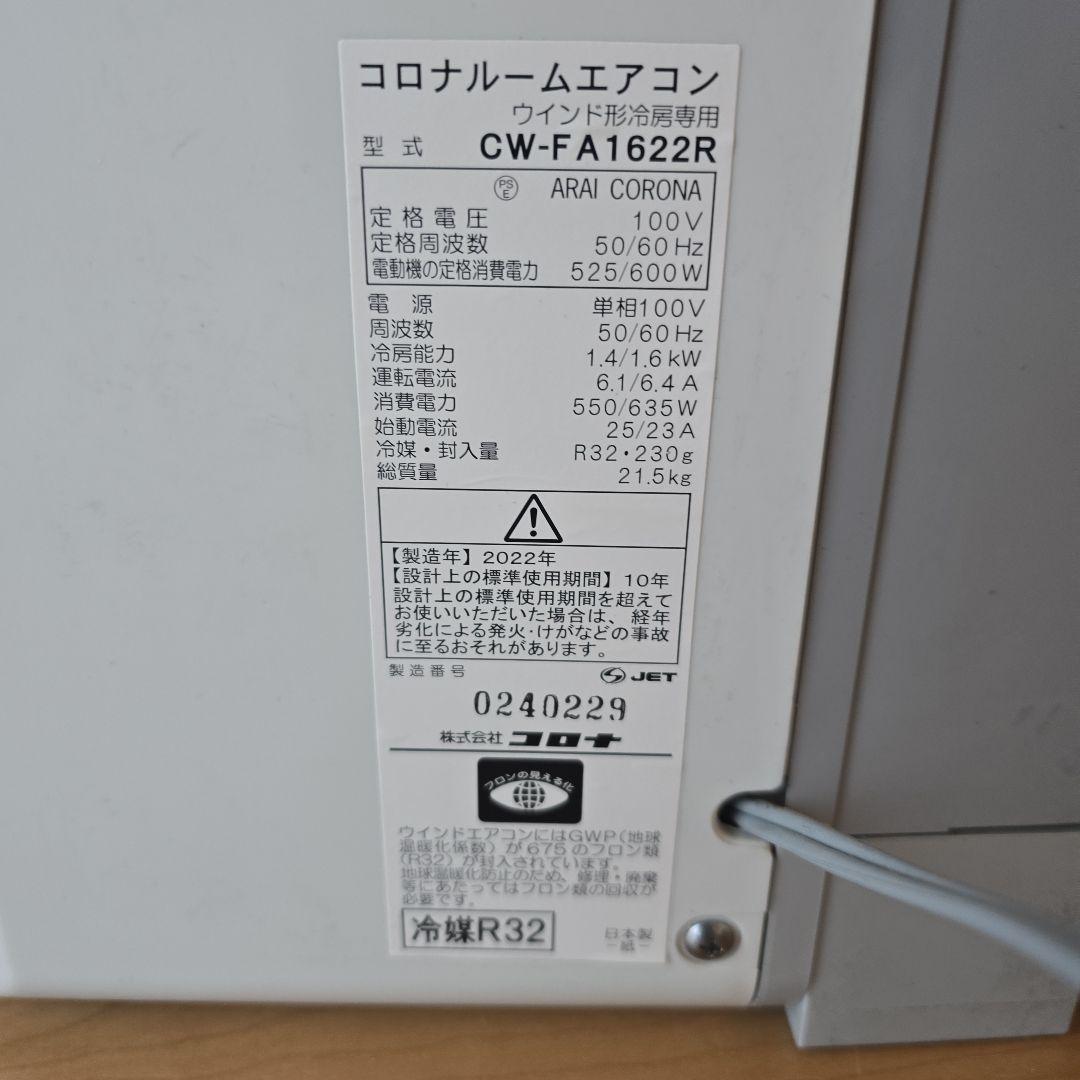 コロナルームエアコン
ウインド形冷房専用
型式 CW-FA1622R
PS E ARAI CORONA
定格電圧 100V
定格周波数 50/60Hz
電動機の定格消費電力 525/600W
電源 単相100V
周波数 50/60Hz
冷房能力 1.4/1.6kW
運転電流 6.1/6.4A
消費電力 550/635W
始動電流 25/23A
冷媒・封入量 R32・230g
総質量 21.5kg
【製造年】2022年
【設計上の標準使用期間】10年
設計上の標準使用期間を超えて
お使いいただいた場合は、経年
劣化による発火・けがなどの事故
に至るおそれがあります。
製造番号 JET
0240229
株式会社 コロナ
フロンの見える化
ウインドエアコンにはGWP(地球
温暖化係数)が675のフロン類
(R32)が封入されています。
地球温暖化防止のため、修理・廃棄
等にあたってはフロン類の回収が
必要です。
冷媒R32 日本製
－紙－